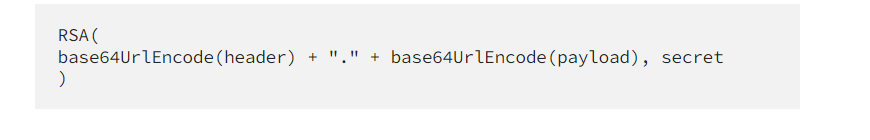 RSA(
base64UrlEncode(header) + "." + base64UrlEncode(payload), secret
)